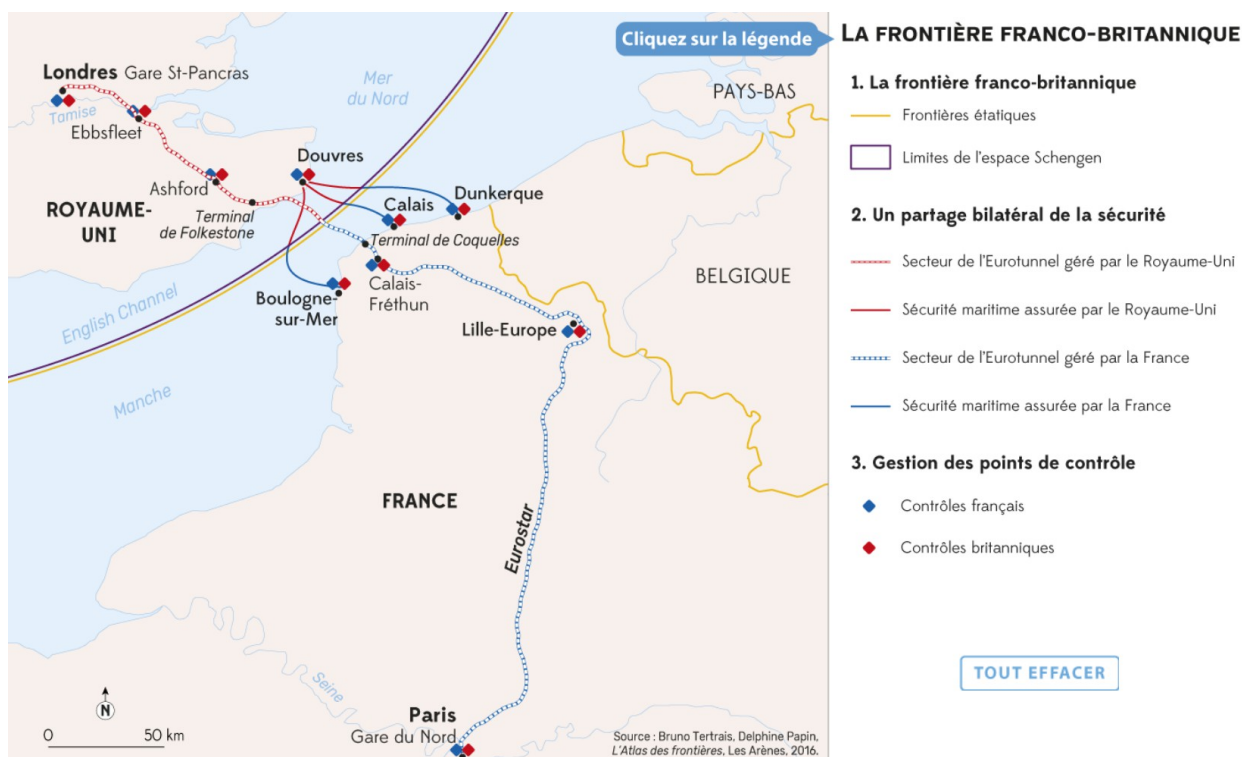 Cliquez sur la légende
LA FRONTIÈRE FRANCO-BRITANNIQUE
1. La frontière franco-britannique
Frontières étatiques
Limites de l'espace Schengen
2. Un partage bilatéral de la sécurité
Secteur de l'Eurotunnel géré par le Royaume-Uni
Sécurité maritime assurée par le Royaume-Uni
Secteur de l'Eurotunnel géré par la France
Sécurité maritime assurée par la France
3. Gestion des points de contrôle
Contrôles français
Contrôles britanniques
TOUT EFFACER
Londres Gare St-Pancras
Tamise
Ebbsfleet
Mer
du Nord
PAYS-BAS
Douvres
Ashford
ROYAUME-
UNI
Terminal
de Folkestone
Calais
Dunkerque
Terminal de Coquelles
Calais-
Fréthun
BELGIQUE
Boulogne-
sur-Mer
English Channel
Lille-Europe
Manche
FRANCE
Eurostar
Seine
Paris
Gare du Nord
N
0 50 km
Source : Bruno Tertrais, Delphine Papin,
L'Atlas des frontières, Les Arènes, 2016.